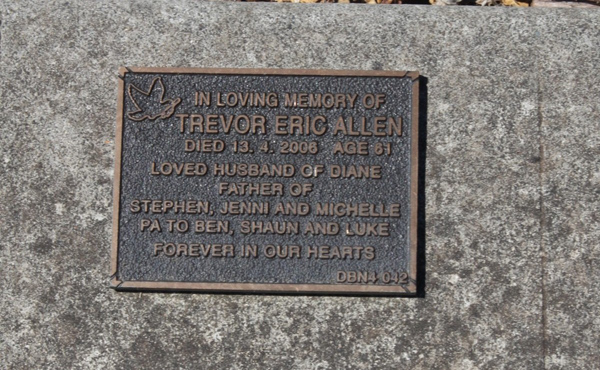 IN LOVING MEMORY OF
TREVOR ERIC ALLEN
DIED 13. 4. 2006 AGE 61
LOVED HUSBAND OF DIANE
FATHER OF
STEPHEN, JENNI AND MICHELLE
PA TO BEN, SHAUN AND LUKE
FOREVER IN OUR HEARTS
DBN4 042